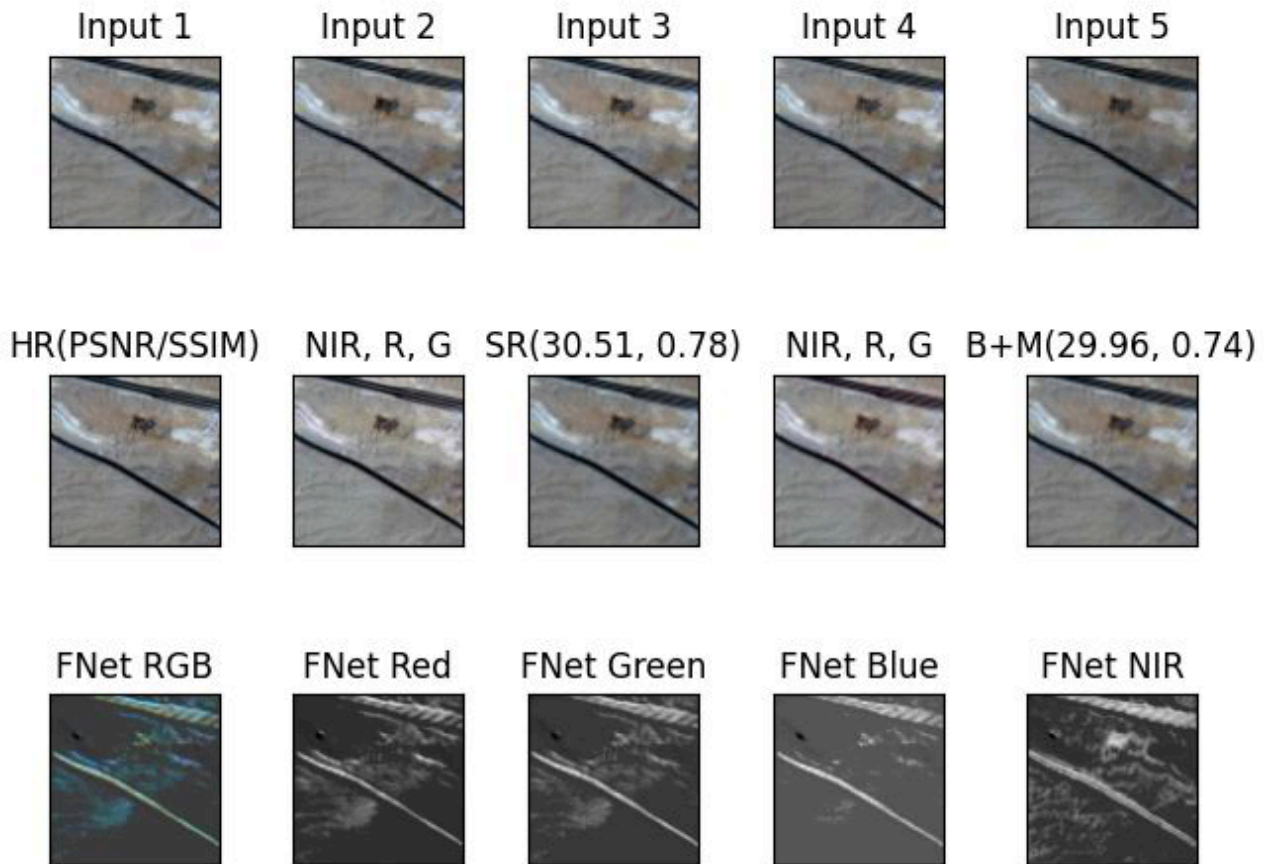 Input 1 Input 2 Input 3 Input 4 Input 5
HR(PSNR/SSIM) NIR, R, G SR(30.51, 0.78) NIR, R, G B+M(29.96, 0.74)
FNet RGB FNet Red FNet Green FNet Blue FNet NIR